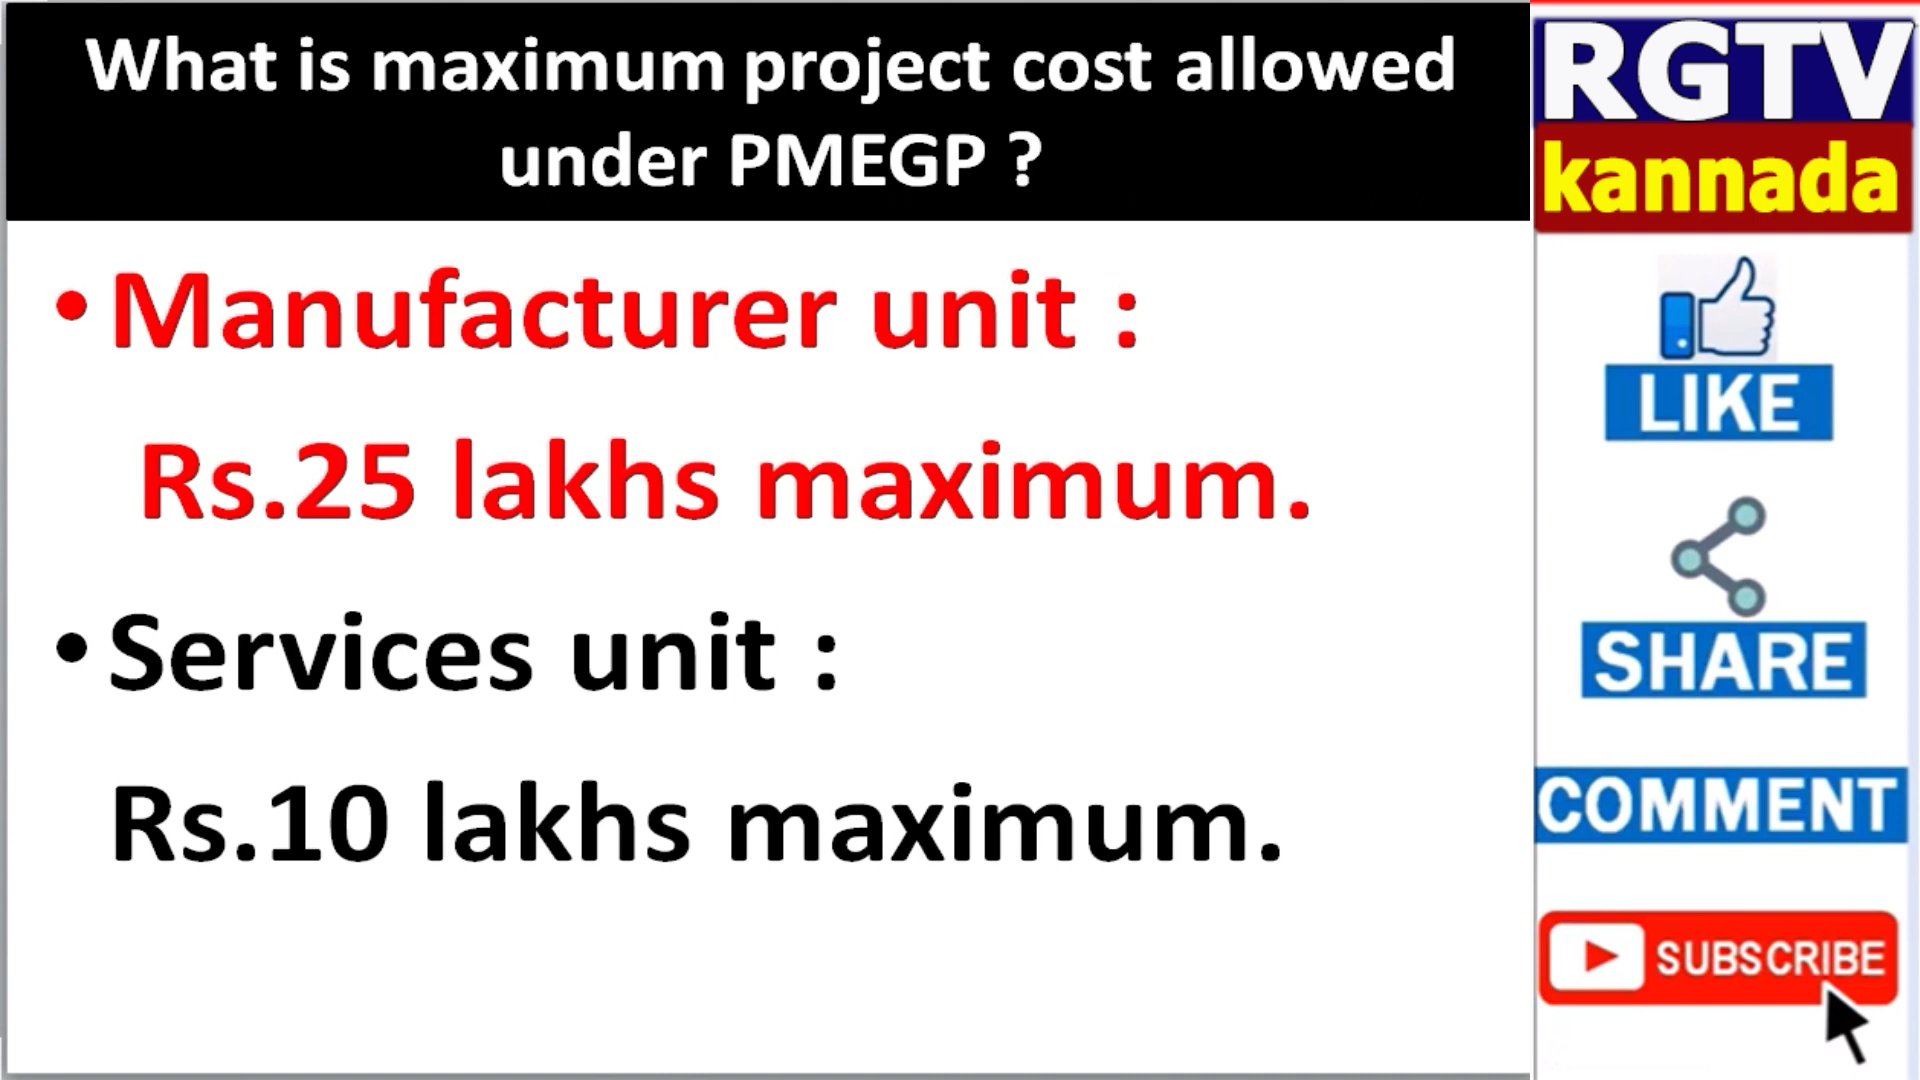 What is maximum project cost allowed
under PMEGP ?
• Manufacturer unit :
Rs.25 lakhs maximum.
• Services unit :
Rs.10 lakhs maximum.
RGTV
kannada
LIKE
SHARE
COMMENT
SUBSCRIBE